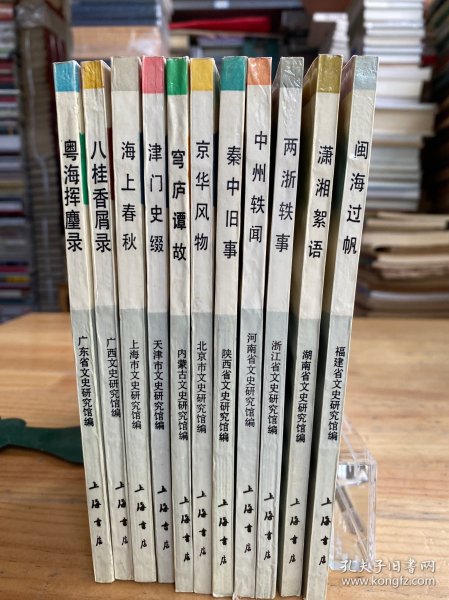 粤海挥麈录
广东省文史研究馆编
上海书店
八桂香屑录
广西文史研究馆编
上海书店
海上春秋
上海市文史研究馆编
上海书店
津门史缀
天津市文史研究馆编
上海书店
穹庐谭故
内蒙古文史研究馆编
上海书店
京华风物
北京市文史研究馆编
上海书店
秦中旧事
陕西省文史研究馆编
上海书店
中州轶闻
河南省文史研究馆编
上海书店
两浙轶事
浙江省文史研究馆编
上海书店
潇湘絮语
湖南省文史研究馆编
上海书店
闽海过帆
福建省文史研究馆编
上海书店
孔夫子旧书网
www.kongfz.com